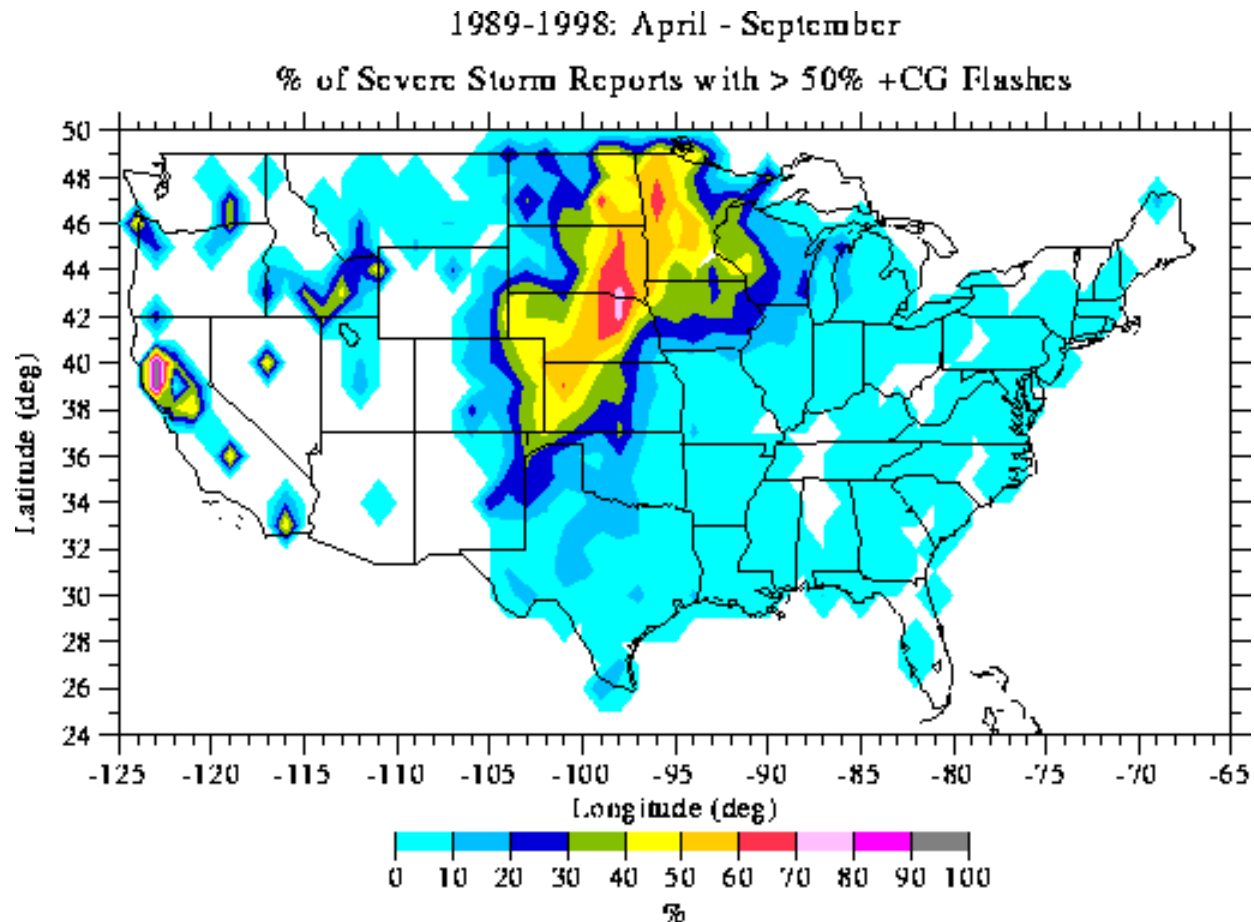 1989-1998: April - September
% of Severe Storm Reports with > 50% +CG Flashes
50
48
46
44
42
40
38
36
34
32
30
28
26
24
Latitude (deg)
-125 -120 -115 -110 -105 -100 -95 -90 -85 -80 -75 -70 -65
Longitude (deg)
0 10 20 30 40 50 60 70 80 90 100
%